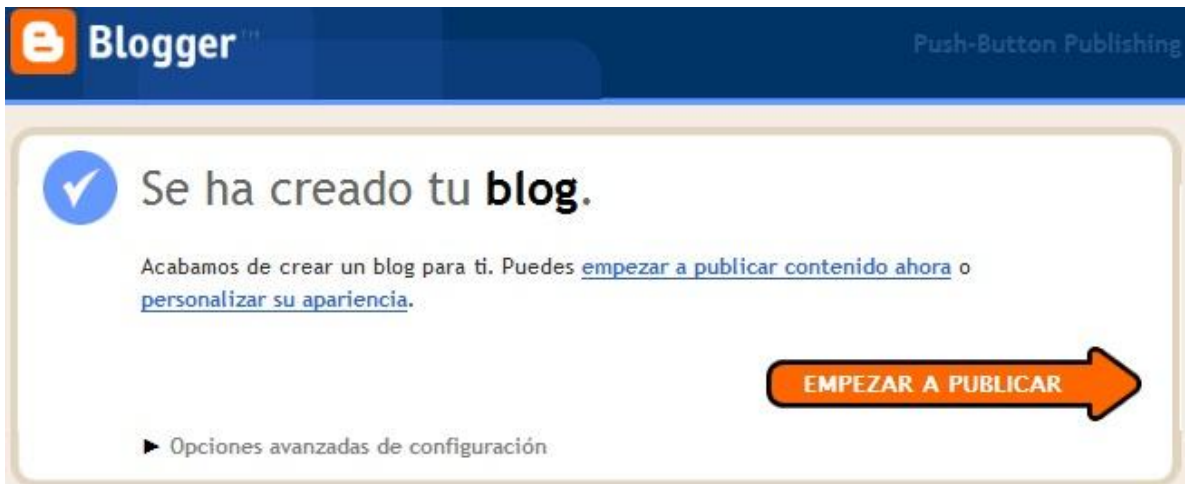 Blogger™
Push-Button Publishing
Se ha creado tu blog.
Acabamos de crear un blog para ti. Puedes empezar a publicar contenido ahora o
personalizar su apariencia.
EMPEZAR A PUBLICAR
► Opciones avanzadas de configuración